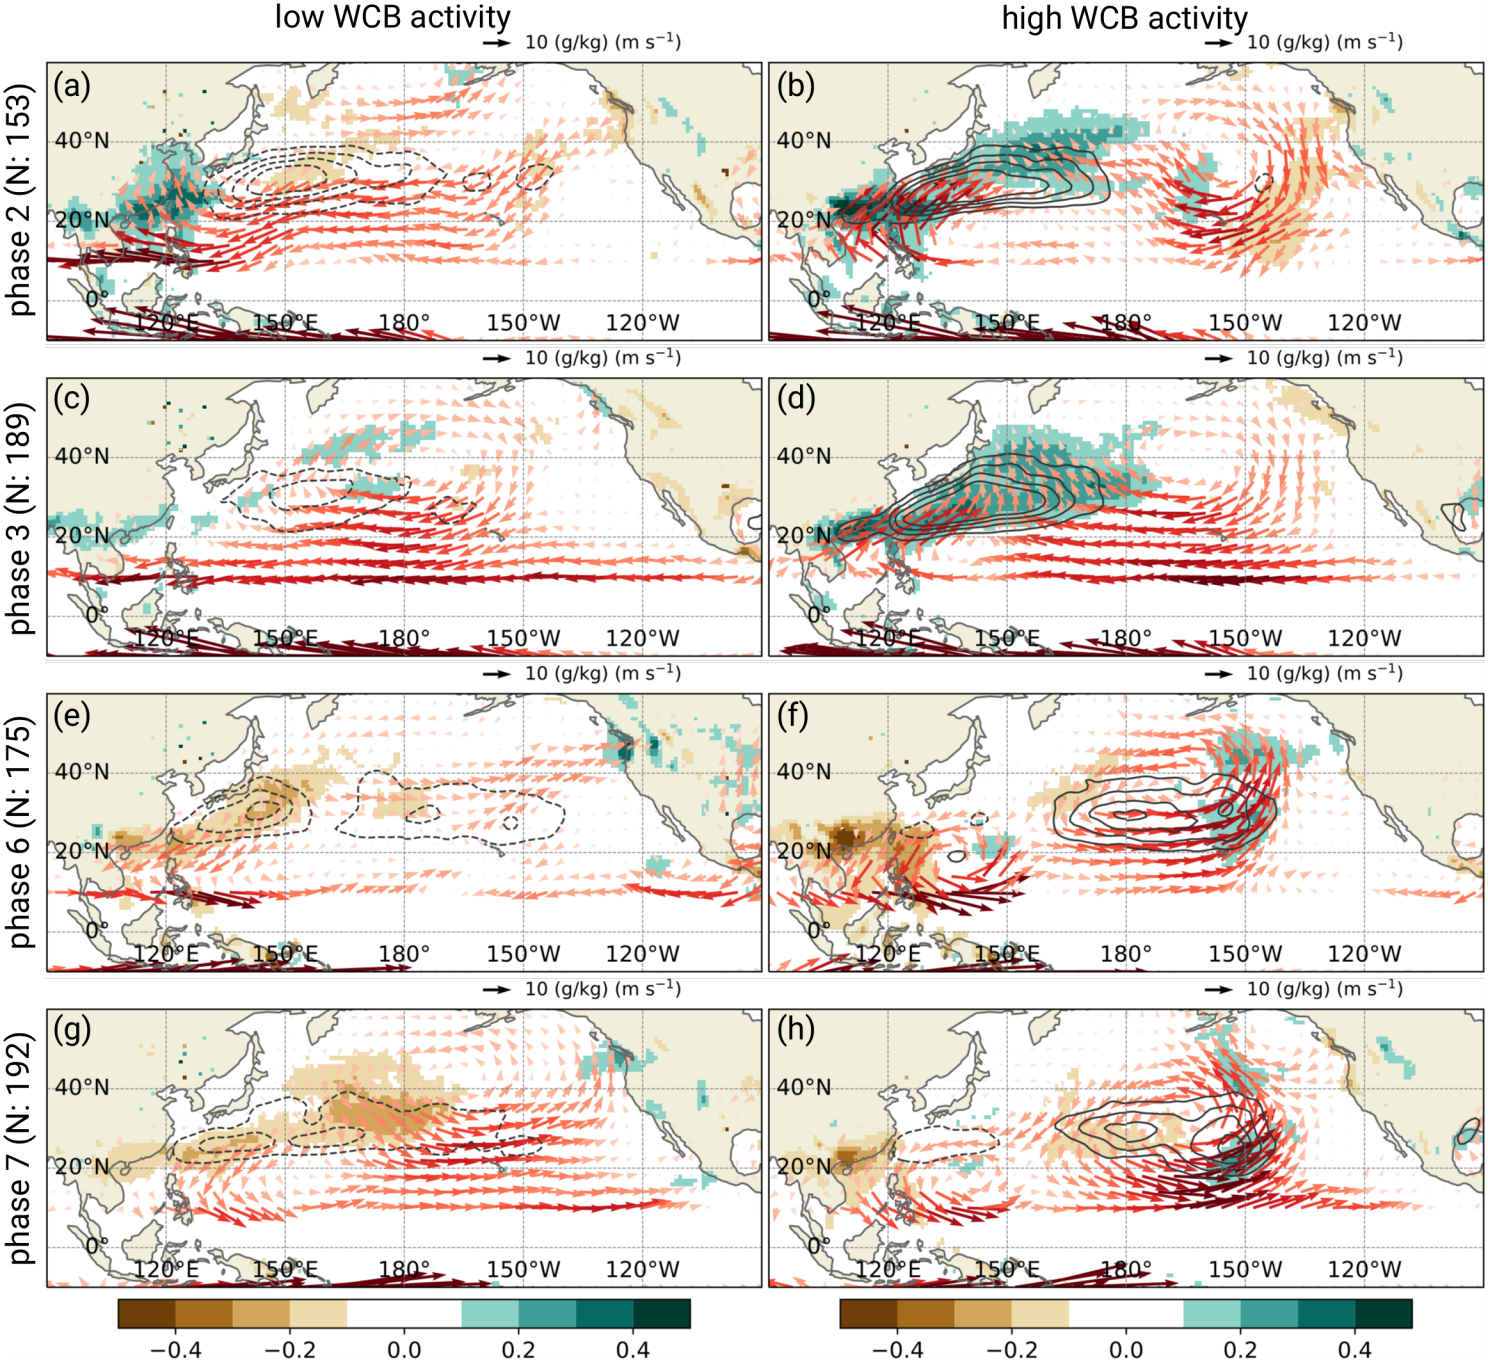 low WCB activity
high WCB activity
10 (g/kg) (m s⁻¹)
10 (g/kg) (m s⁻¹)
phase 2 (N: 153)
(a)
40°N
20°N
0°
120°E 150°E 180° 150°W 120°W
(b)
40°N
20°N
0°
120°E 150°E 180° 150°W 120°W
10 (g/kg) (m s⁻¹)
10 (g/kg) (m s⁻¹)
phase 3 (N: 189)
(c)
40°N
20°N
0°
120°E 150°E 180° 150°W 120°W
(d)
40°N
20°N
0°
120°E 150°E 180° 150°W 120°W
10 (g/kg) (m s⁻¹)
10 (g/kg) (m s⁻¹)
phase 6 (N: 175)
(e)
40°N
20°N
0°
120°E 150°E 180° 150°W 120°W
(f)
40°N
20°N
0°
120°E 150°E 180° 150°W 120°W
10 (g/kg) (m s⁻¹)
10 (g/kg) (m s⁻¹)
phase 7 (N: 192)
(g)
40°N
20°N
0°
120°E 150°E 180° 150°W 120°W
(h)
40°N
20°N
0°
120°E 150°E 180° 150°W 120°W
−0.4 −0.2 0.0 0.2 0.4
−0.4 −0.2 0.0 0.2 0.4